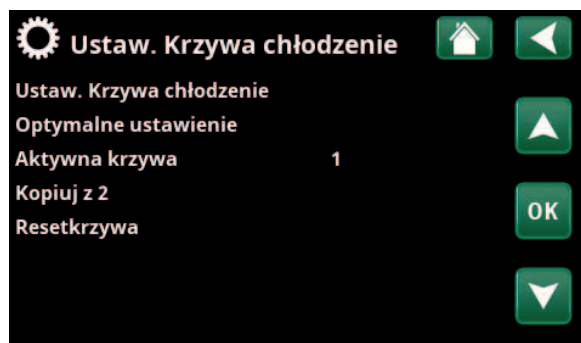 Ustaw. Krzywa chłodzenie
Ustaw. Krzywa chłodzenie
Optymalne ustawienie
Aktywna krzywa 1
Kopiuj z 2
Resetkrzywa
OK